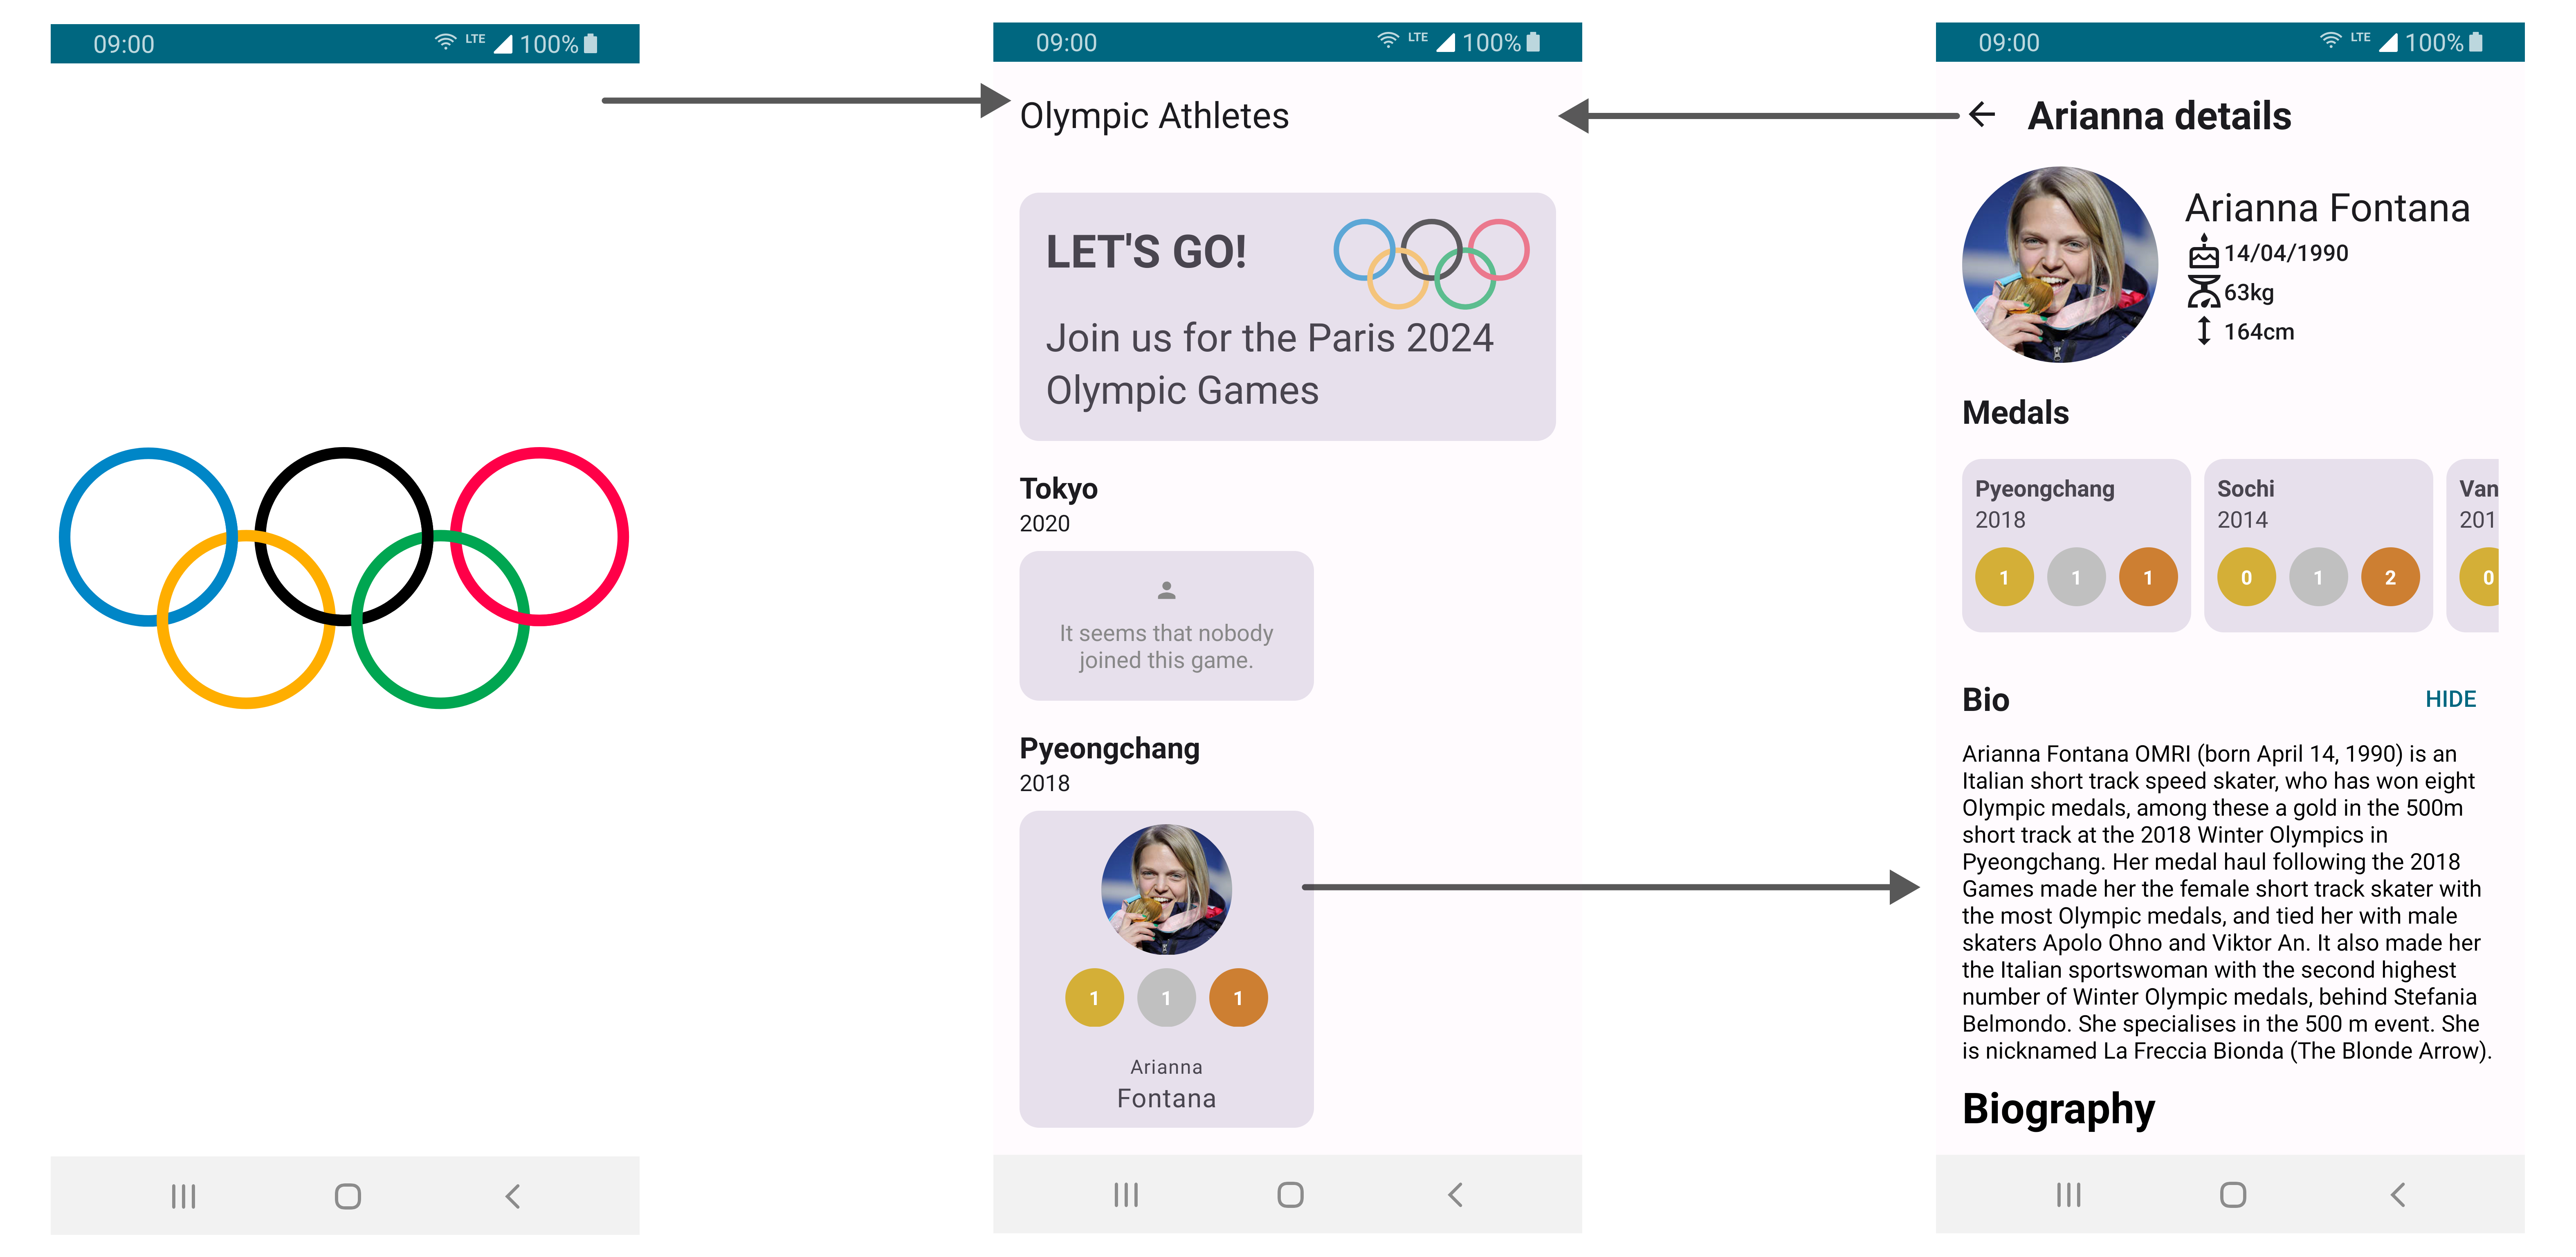 09:00 LTE 100%
09:00 LTE 100%
Olympic Athletes
LET'S GO!
Join us for the Paris 2024
Olympic Games
Tokyo
2020
It seems that nobody
joined this game.
Pyeongchang
2018
1 1 1
Arianna
Fontana
09:00 LTE 100%
Arianna details
Arianna Fontana
14/04/1990
63kg
164cm
Medals
Pyeongchang
2018
1 1 1
Sochi
2014
0 1 2
Van
201
0
Bio HIDE
Arianna Fontana OMRI (born April 14, 1990) is an
Italian short track speed skater, who has won eight
Olympic medals, among these a gold in the 500m
short track at the 2018 Winter Olympics in
Pyeongchang. Her medal haul following the 2018
Games made her the female short track skater with
the most Olympic medals, and tied her with male
skaters Apolo Ohno and Viktor An. It also made her
the Italian sportswoman with the second highest
number of Winter Olympic medals, behind Stefania
Belmondo. She specialises in the 500 m event. She
is nicknamed La Freccia Bionda (The Blonde Arrow).
Biography